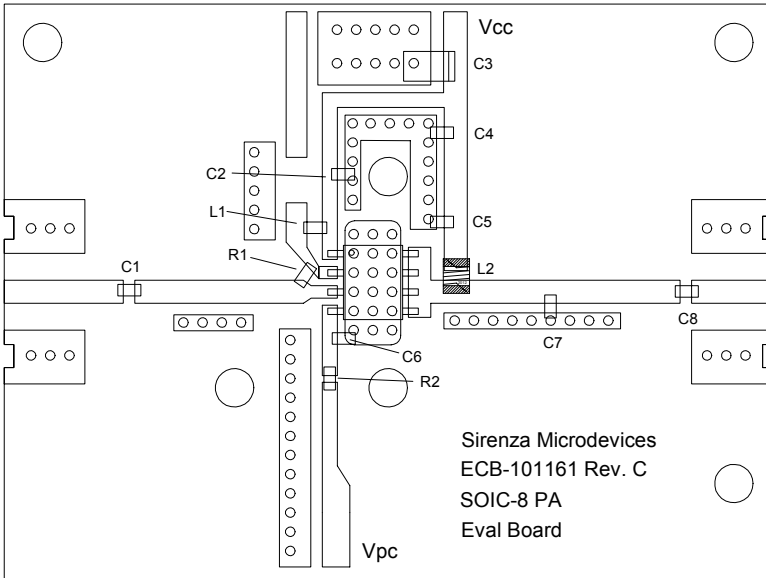 Vcc
C3
C4
C2
C5
L1
R1
C1
L2
C8
C7
C6
R2
Sirenza Microdevices
ECB-101161 Rev. C
SOIC-8 PA
Eval Board
Vpc